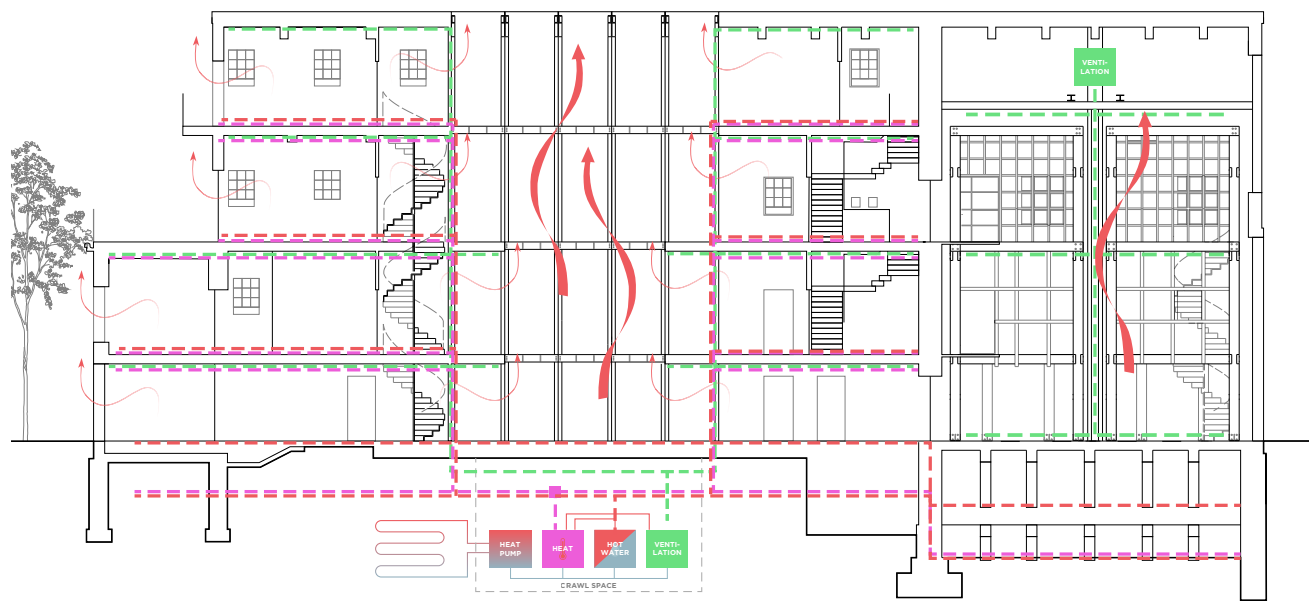 VENTI-
LATION
HEAT
PUMP
HEAT
HOT
WATER
VENTI-
LATION
CRAWL SPACE